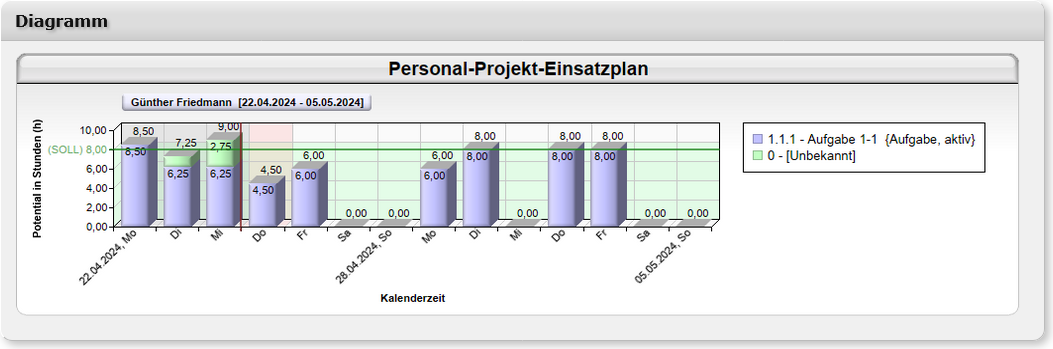 Diagramm
Personal-Projekt-Einsatzplan
Günther Friedmann [22.04.2024 - 05.05.2024]
Potential in Stunden (h)
10,00
(SOLL) 8,00
6,00
4,00
2,00
0,00
8,50
8,50
7,25
6,25
9,00
2,75
6,25
4,50
4,50
6,00
6,00
0,00
0,00
6,00
6,00
8,00
8,00
0,00
8,00
8,00
8,00
8,00
0,00
0,00
22.04.2024, Mo
Di
Mi
Do
Fr
Sa
28.04.2024, So
Mo
Di
Mi
Do
Fr
Sa
05.05.2024, So
Kalenderzeit
1.1.1 - Aufgabe 1-1 {Aufgabe, aktiv}
0 - [Unbekannt]